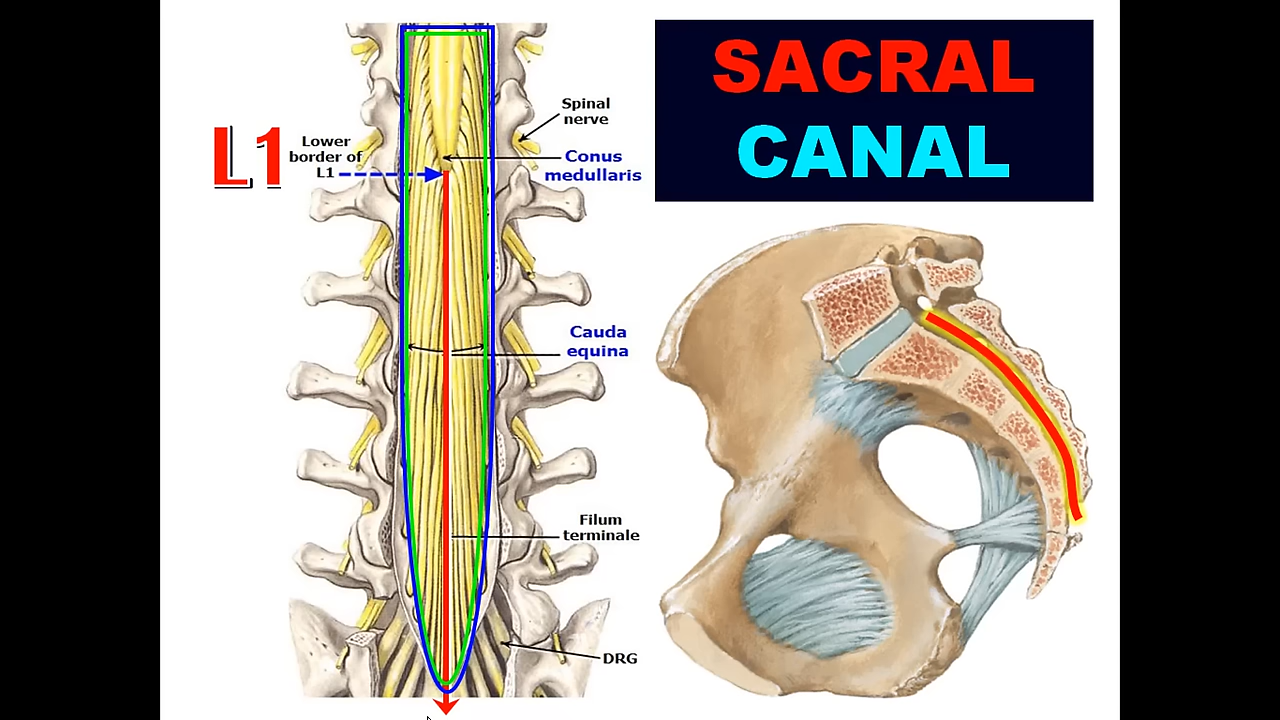 SACRAL
CANAL
L1
Lower
border of
L1
Spinal
nerve
Conus
medullaris
Cauda
equina
Filum
terminale
DRG